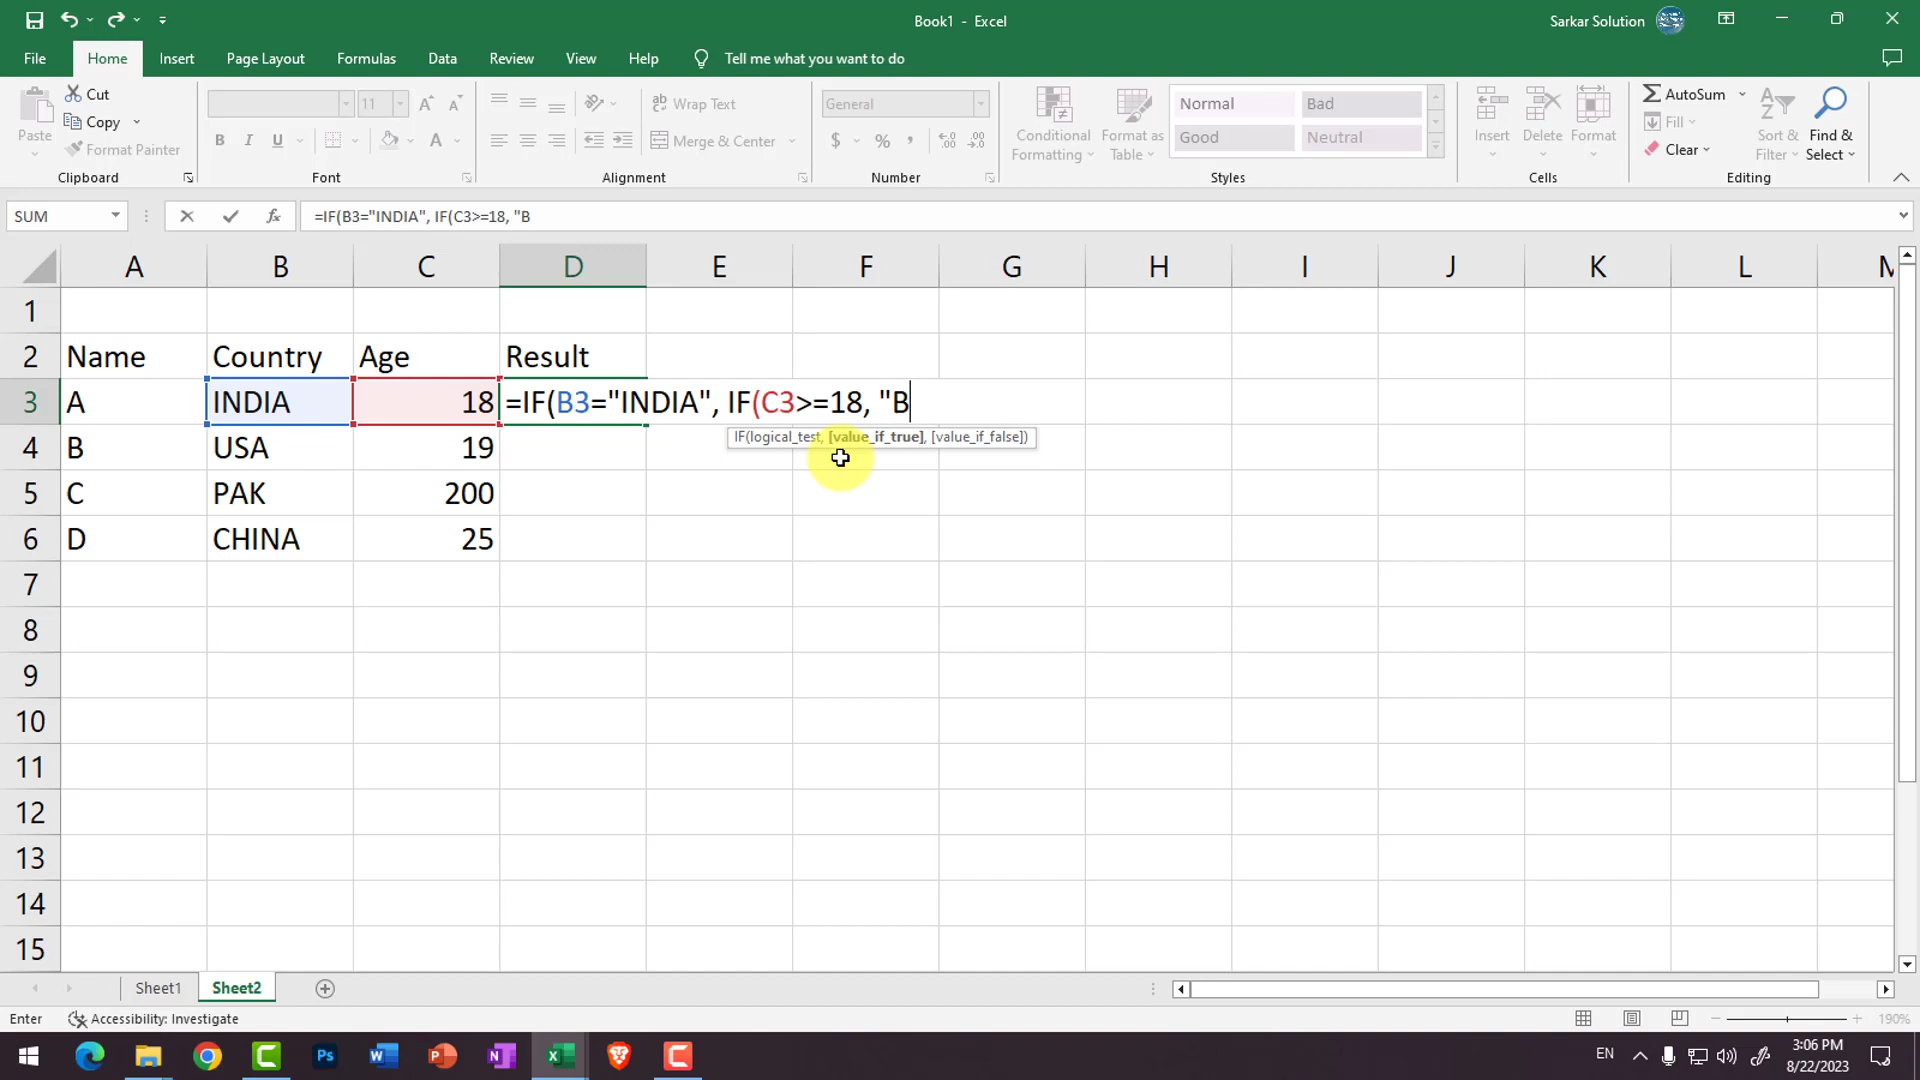 Book1 - Excel
Sarkar Solution
File Home Insert Page Layout Formulas Data Review View Help Tell me what you want to do
Paste
Cut
Copy
Format Painter
Clipboard
11
B I U
Font
Wrap Text
Merge & Center
Alignment
General
$ % ,
Number
Conditional Formatting
Format as Table
Normal Bad
Good Neutral
Styles
Insert Delete Format
Cells
AutoSum
Fill
Clear
Sort & Filter
Find & Select
Editing
SUM
fx
=IF(B3="INDIA", IF(C3>=18, "B
A B C D E F G H I J K L M
1
2 Name Country Age Result
3 A INDIA 18 =IF(B3="INDIA", IF(C3>=18, "B
IF(logical_test, [value_if_true], [value_if_false])
4 B USA 19
5 C PAK 200
6 D CHINA 25
7
8
9
10
11
12
13
14
15
Sheet1 Sheet2
Enter Accessibility: Investigate
190%
Ps
EN
3:06 PM
8/22/2023